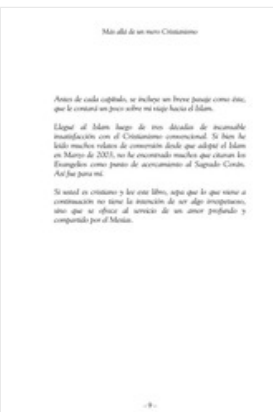 Más allá de un mero Cristianismo
Antes de cada capítulo, se incluye un breve pasaje como éste,
que le contará un poco sobre mi viaje hacia el Islam.
Llegué al Islam luego de tres décadas de incansable
insatisfacción con el Cristianismo convencional. Si bien he
leído muchos relatos de conversión desde que adopté el Islam
en Marzo de 2003, no he encontrado muchos que citaran los
Evangelios como punto de acercamiento al Sagrado Corán.
Así fue para mí.
Si usted es cristiano y lee este libro, sepa que lo que viene a
continuación no tiene la intención de ser algo irrespetuoso,
sino que se ofrece al servicio de un amor profundo y
compartido por el Mesías.
– 9 –